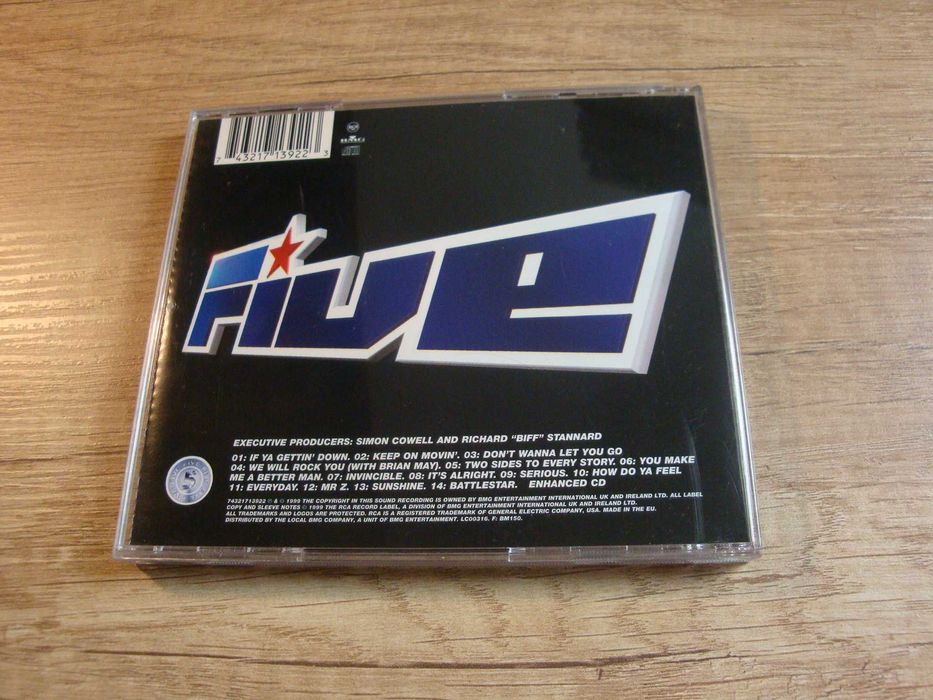 7 43217 13922 3
BMG
five
EXECUTIVE PRODUCERS: SIMON COWELL AND RICHARD "BIFF" STANNARD
01: IF YA GETTIN' DOWN. 02: KEEP ON MOVIN'. 03: DON'T WANNA LET YOU GO
04: WE WILL ROCK YOU (WITH BRIAN MAY). 05: TWO SIDES TO EVERY STORY. 06: YOU MAKE
ME A BETTER MAN. 07: INVINCIBLE. 08: IT'S ALRIGHT. 09: SERIOUS. 10: HOW DO YA FEEL
11: EVERYDAY. 12: MR Z. 13: SUNSHINE. 14: BATTLESTAR. ENHANCED CD
74321713922 ℗ & © 1999 THE COPYRIGHT IN THIS SOUND RECORDING IS OWNED BY BMG ENTERTAINMENT INTERNATIONAL UK AND IRELAND LTD. ALL LABEL
COPY AND SLEEVE NOTES © 1999 THE RCA RECORD LABEL, A DIVISION OF BMG ENTERTAINMENT INTERNATIONAL UK AND IRELAND LTD.
ALL TRADEMARKS AND LOGOS ARE PROTECTED. RCA IS A REGISTERED TRADEMARK OF GENERAL ELECTRIC COMPANY, USA. MADE IN THE EU.
DISTRIBUTED BY THE LOCAL BMG COMPANY, A UNIT OF BMG ENTERTAINMENT. LC00316. F: BM150.